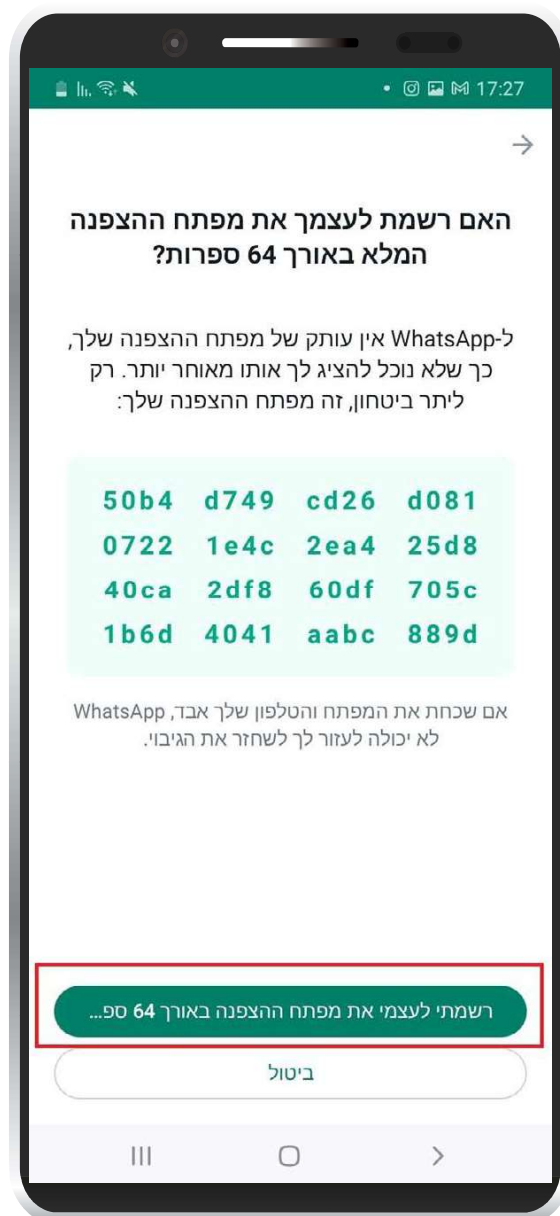 17:27
האם רשמת לעצמך את מפתח ההצפנה
המלא באורך 64 ספרות?
ל-WhatsApp אין עותק של מפתח ההצפנה שלך,
כך שלא נוכל להציג לך אותו מאוחר יותר. רק
ליתר ביטחון, זה מפתח ההצפנה שלך:
50b4 d749 cd26 d081
0722 1e4c 2ea4 25d8
40ca 2df8 60df 705c
1b6d 4041 aabc 889d
אם שכחת את המפתח והטלפון שלך אבד, WhatsApp
לא יכולה לעזור לך לשחזר את הגיבוי.
רשמתי לעצמי את מפתח ההצפנה באורך 64 ספ...
ביטול